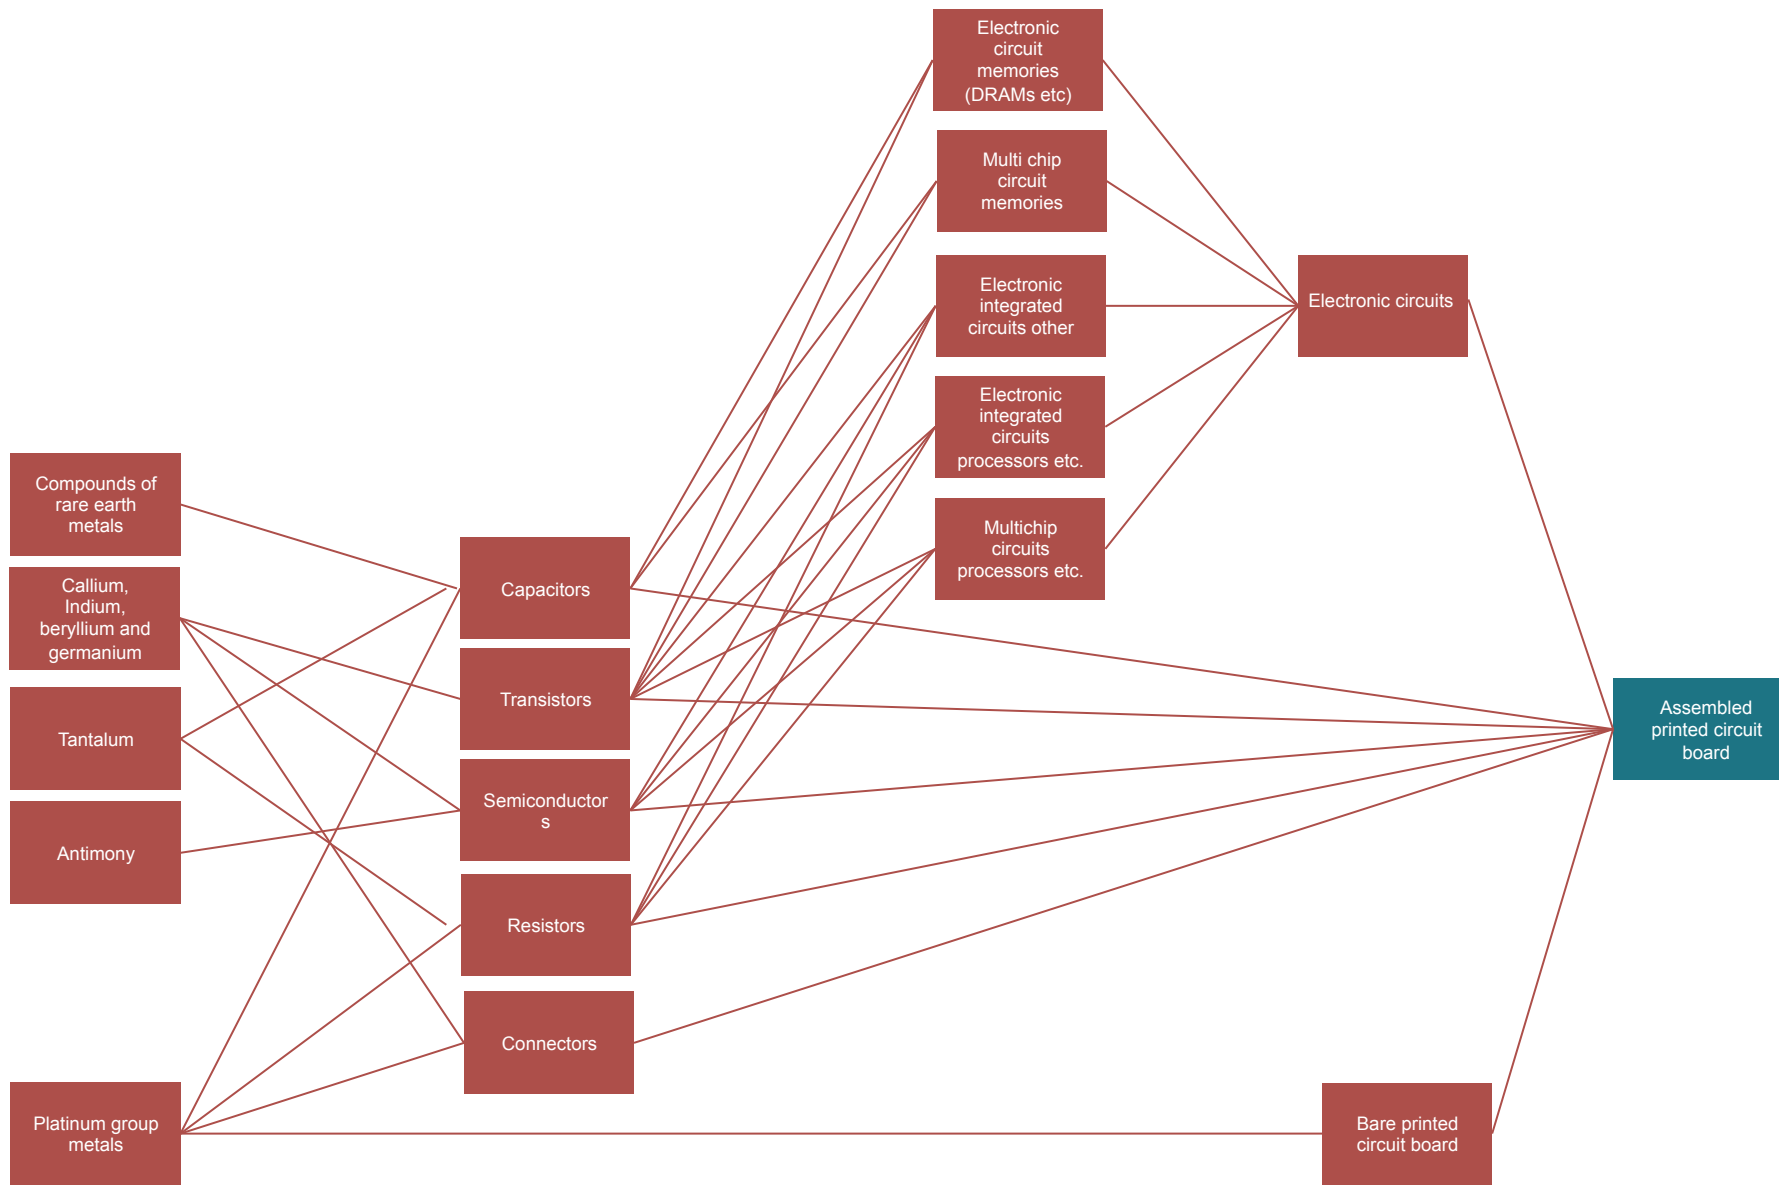 Electronic
circuit
memories
(DRAMs etc)
Multi chip
circuit
memories
Electronic
integrated
circuits other
Electronic circuits
Electronic
integrated
circuits
processors etc.
Compounds of
rare earth
metals
Multichip
circuits
processors etc.
Capacitors
Callium,
Indium,
beryllium and
germanium
Transistors
Tantalum
Assembled
printed circuit
board
Semiconductor
s
Antimony
Resistors
Connectors
Platinum group
metals
Bare printed
circuit board